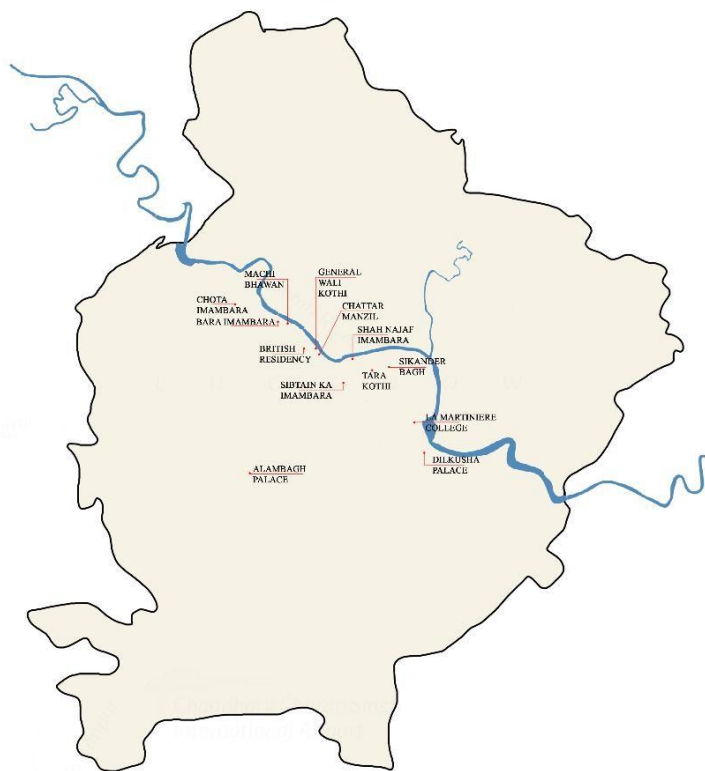 MACHI
BHAWAN
GENERAL
WALI
KOTHI
CHOTA
IMAMBARA
BARA IMAMBARA
CHATTAR
MANZIL
SHAH NAJAF
IMAMBARA
BRITISH
RESIDENCY
SIKANDER
BAGH
TARA
KOTHI
SIBTAIN KA
IMAMBARA
LA MARTINIERE
COLLEGE
DILKUSHA
PALACE
ALAMBAGH
PALACE